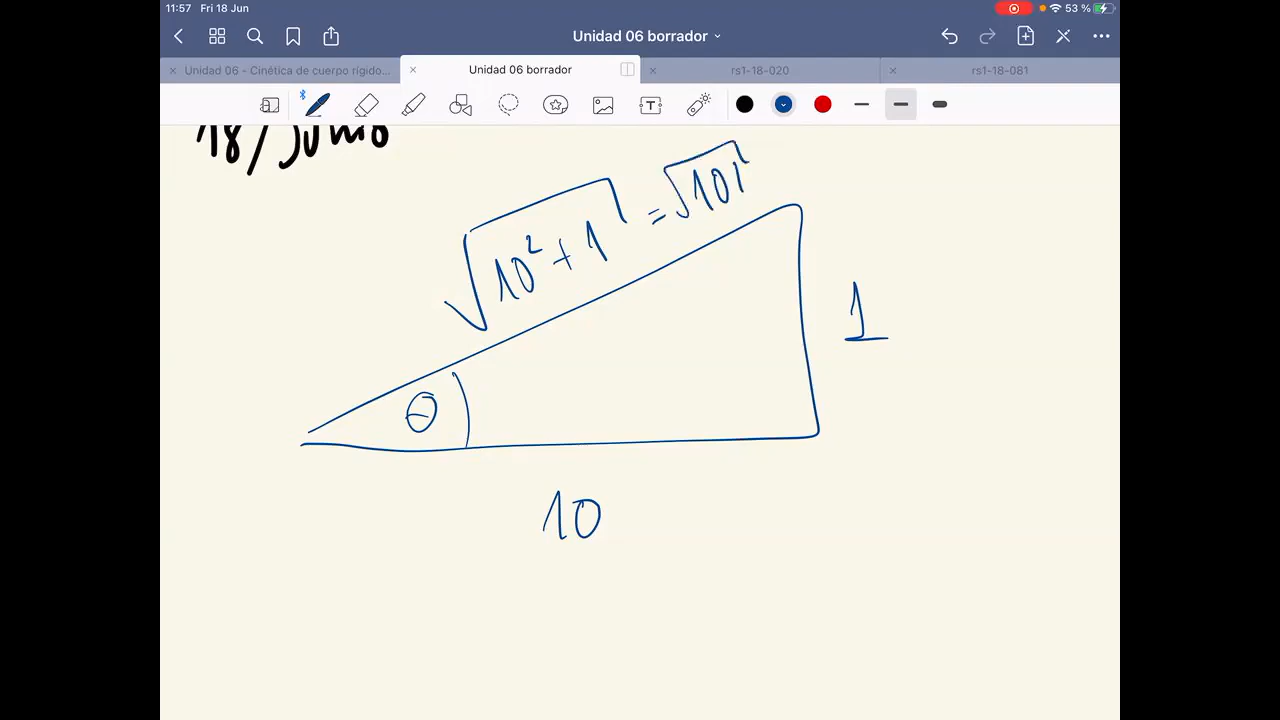 11:57 Fri 18 Jun
53 %
Unidad 06 borrador
Unidad 06 - Cinética de cuerpo rígido...
Unidad 06 borrador
rs1-18-020
rs1-18-081
18/junio
√10² + 1 = √101
1
θ
10